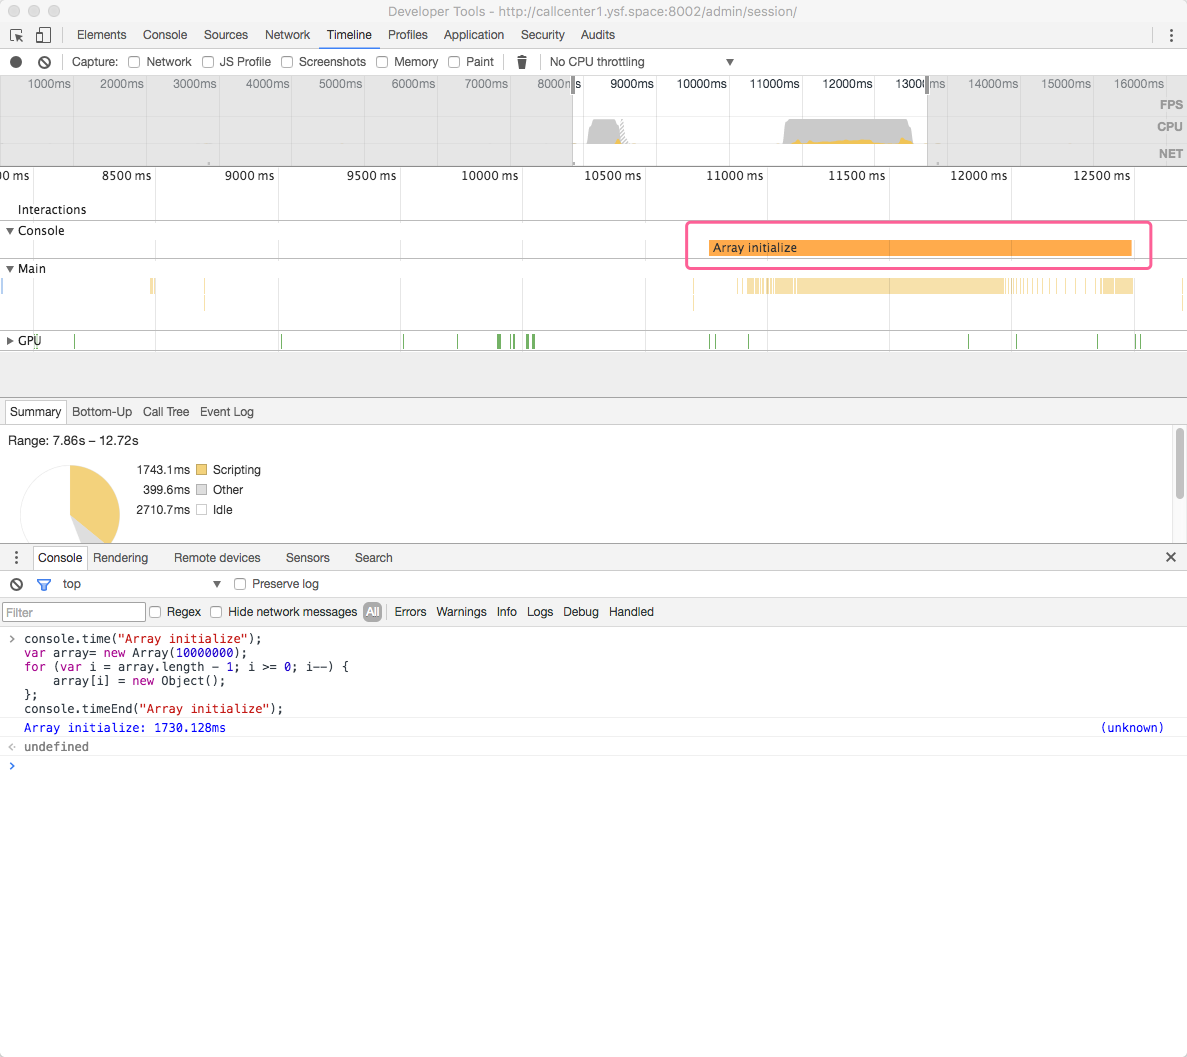 Developer Tools - http://callcenter1.ysf.space:8002/admin/session/
Elements Console Sources Network Timeline Profiles Application Security Audits
Capture: Network JS Profile Screenshots Memory Paint No CPU throttling
1000ms 2000ms 3000ms 4000ms 5000ms 6000ms 7000ms 8000ms 9000ms 10000ms 11000ms 12000ms 13000ms 14000ms 15000ms 16000ms
FPS
CPU
NET
00 ms 8500 ms 9000 ms 9500 ms 10000 ms 10500 ms 11000 ms 11500 ms 12000 ms 12500 ms
Interactions
Console
Array initialize
Main
GPU
Summary Bottom-Up Call Tree Event Log
Range: 7.86s – 12.72s
1743.1ms Scripting
399.6ms Other
2710.7ms Idle
Console Rendering Remote devices Sensors Search
top Preserve log
Filter Regex Hide network messages All Errors Warnings Info Logs Debug Handled
> console.time("Array initialize");
var array= new Array(10000000);
for (var i = array.length - 1; i >= 0; i--) {
    array[i] = new Object();
};
console.timeEnd("Array initialize");
Array initialize: 1730.128ms (unknown)
undefined
>